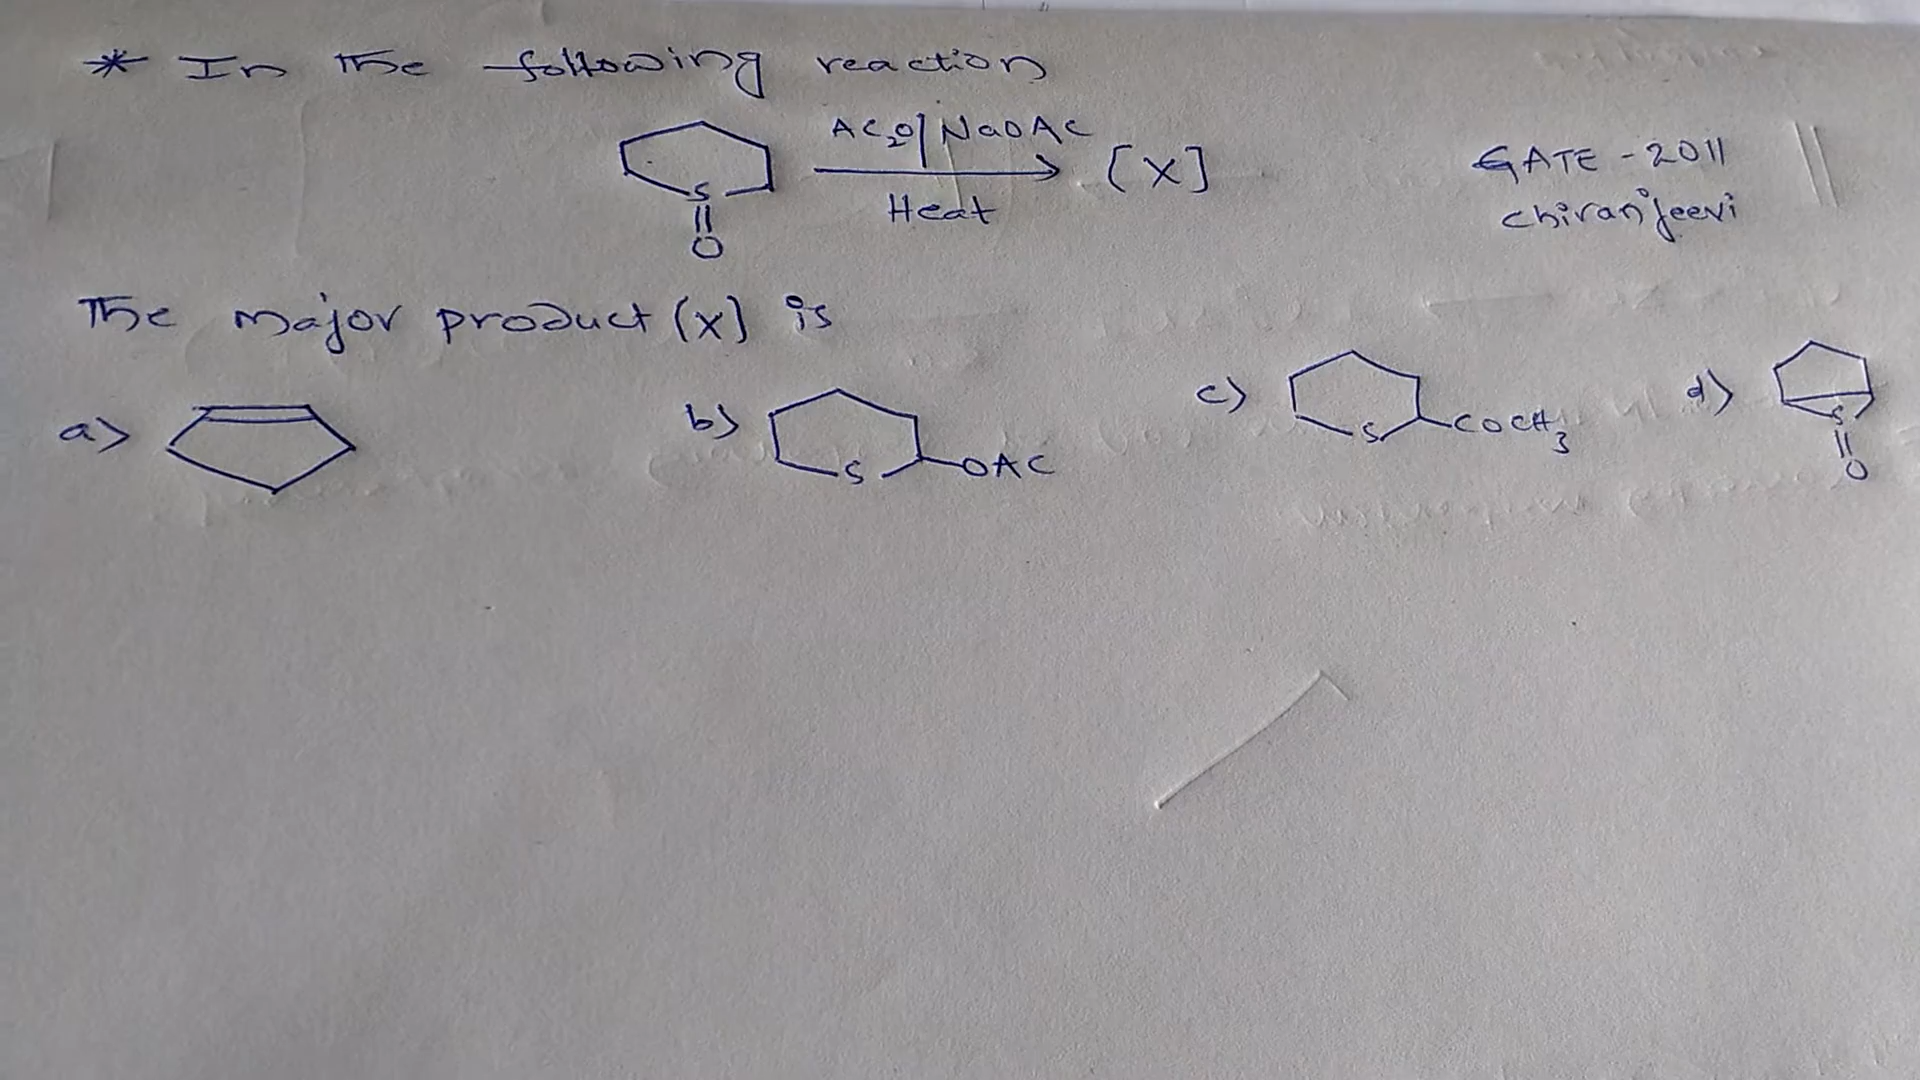 * In the following reaction
S
O
AC₂O | NaOAC
Heat
[X]
GATE - 2011
chiranjeevi
The major product [X] is
a>
b>
S
OAC
c>
S
COCH₃
d>
S
O